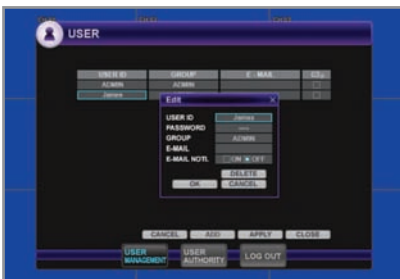 USER
USER ID GROUP E - MAIL
ADMIN ADMIN
James
Edit X
USER ID James
PASSWORD ----
GROUP ADMIN
E-MAIL
E-MAIL NOTI. ON OFF
DELETE
OK CANCEL
CANCEL ADD APPLY CLOSE
USER MANAGEMENT USER AUTHORITY LOG OUT